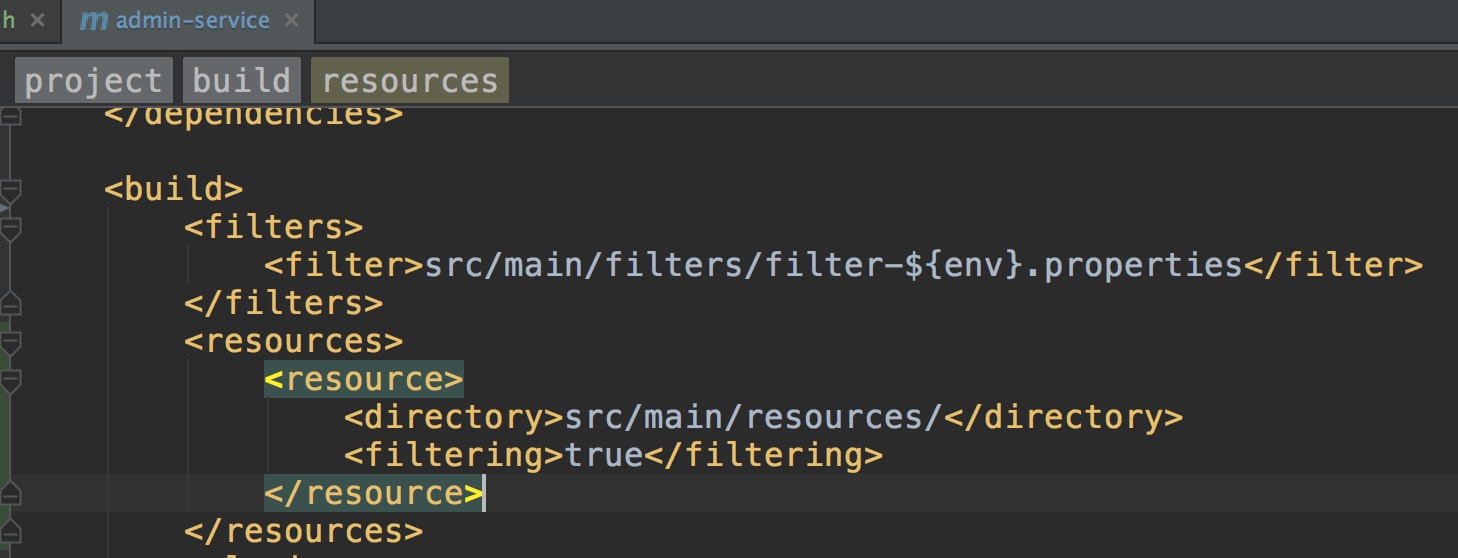 h × m admin-service ×
project build resources
</dependencies>
<build>
<filters>
<filter>src/main/filters/filter-${env}.properties</filter>
</filters>
<resources>
<resource>
<directory>src/main/resources/</directory>
<filtering>true</filtering>
</resource>
</resources>